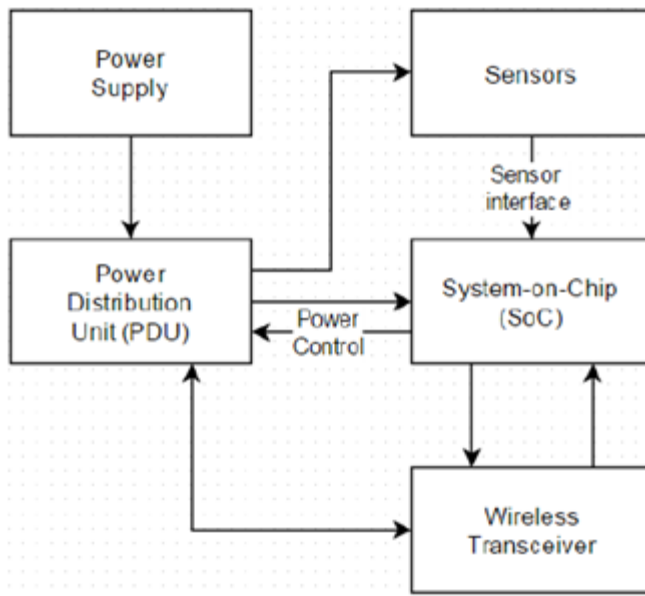 Power
Supply
Sensors
Sensor
interface
Power
Distribution
Unit (PDU)
Power
Control
System-on-Chip
(SoC)
Wireless
Transceiver